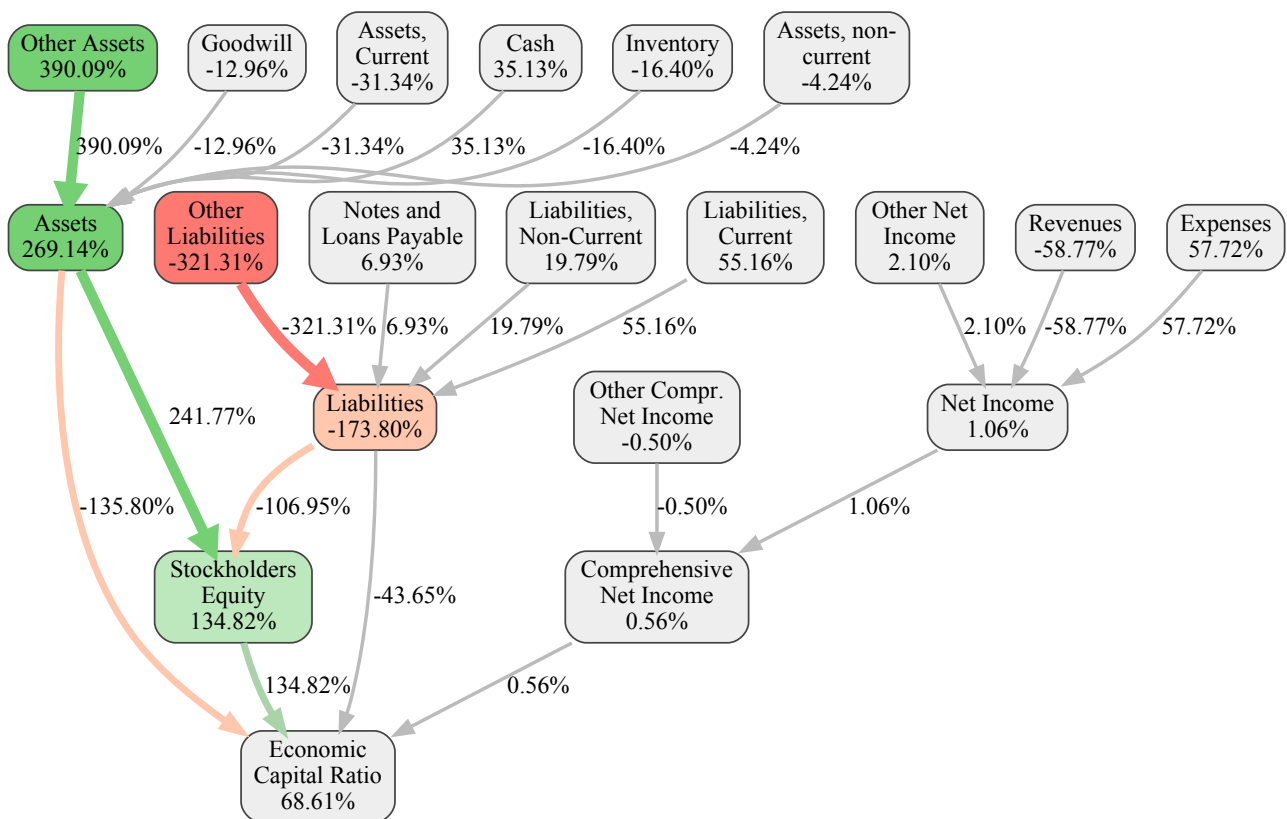 Other Assets
390.09%
Goodwill
-12.96%
Assets,
Current
-31.34%
Cash
35.13%
Inventory
-16.40%
Assets, non-
current
-4.24%
390.09%
-12.96%
-31.34%
35.13%
-16.40%
-4.24%
Assets
269.14%
Other
Liabilities
-321.31%
Notes and
Loans Payable
6.93%
Liabilities,
Non-Current
19.79%
Liabilities,
Current
55.16%
Other Net
Income
2.10%
Revenues
-58.77%
Expenses
57.72%
-321.31%
6.93%
19.79%
55.16%
2.10%
-58.77%
57.72%
Liabilities
-173.80%
Other Compr.
Net Income
-0.50%
Net Income
1.06%
241.77%
-135.80%
-106.95%
-0.50%
1.06%
Stockholders
Equity
134.82%
-43.65%
Comprehensive
Net Income
0.56%
134.82%
0.56%
Economic
Capital Ratio
68.61%